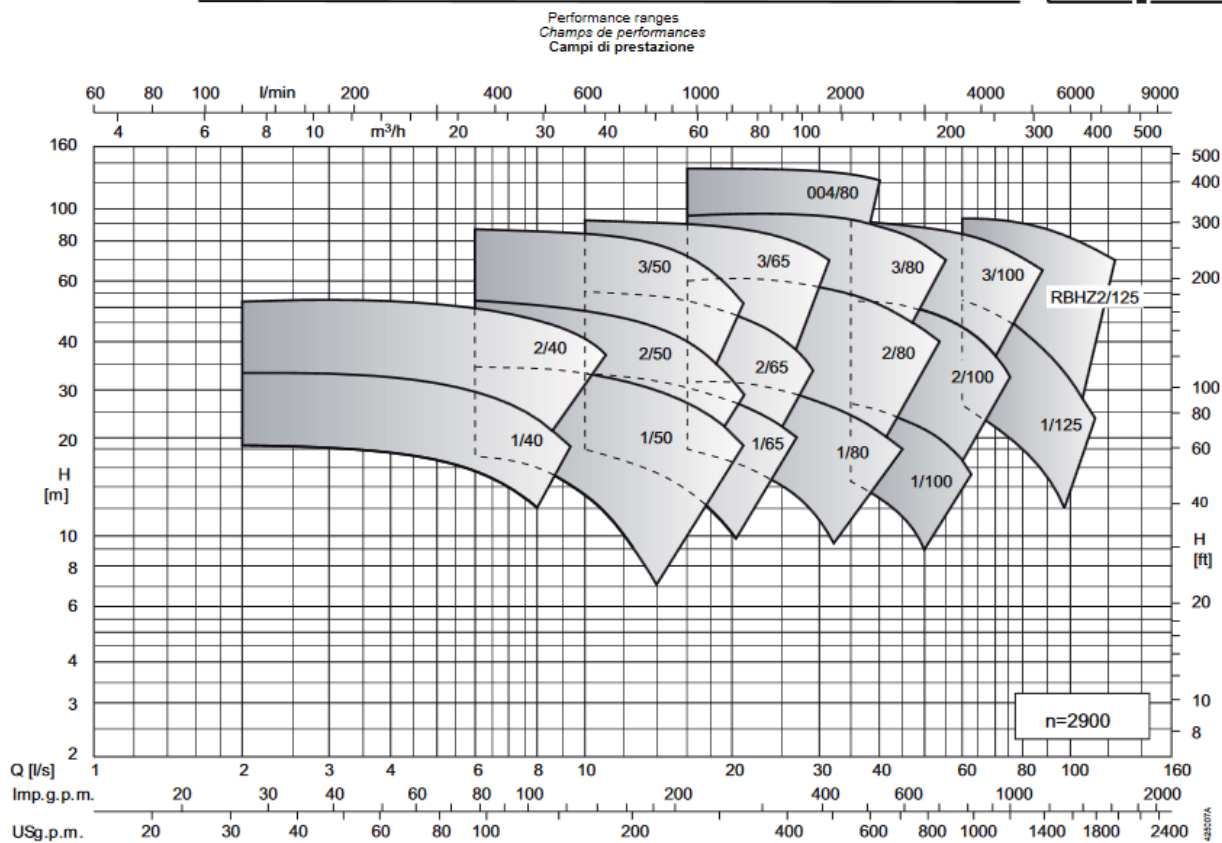 Performance ranges
Champs de performances
Campi di prestazione
60 80 100 l/min 200 400 600 1000 2000 4000 6000 9000
4 6 8 10 m³/h 20 30 40 60 80 100 200 300 400 500
160
100
80
60
40
30
20
H
[m]
10
8
6
4
3
2
500
400
300
200
100
80
60
40
H
[ft]
20
10
8
004/80
3/50
3/65
3/80
3/100
RBHZ2/125
2/40
2/50
2/65
2/80
2/100
1/40
1/50
1/65
1/80
1/100
1/125
n=2900
Q [l/s] 1 2 3 4 6 8 10 20 30 40 60 80 100 160
Imp.g.p.m. 20 30 40 60 80 100 200 400 600 1000 2000
USg.p.m. 20 30 40 60 80 100 200 400 600 800 1000 1400 1800 2400